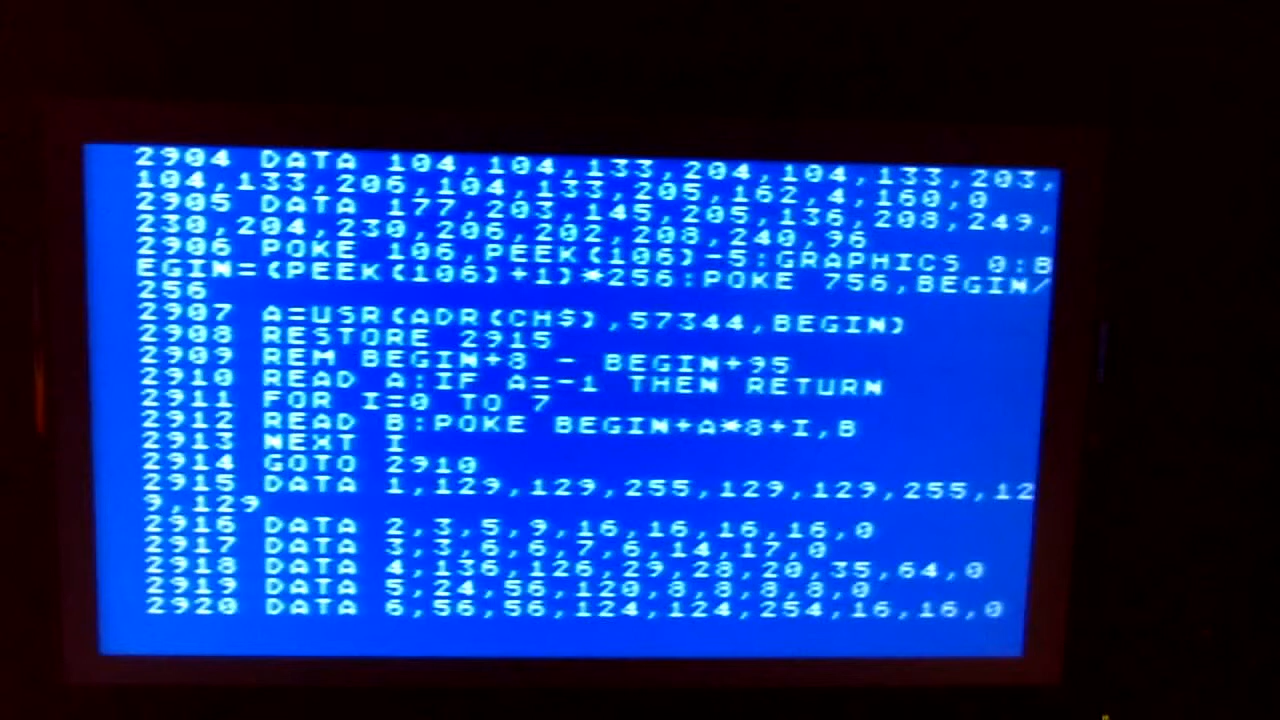 2904 DATA 104,104,133,204,104,133,203,
104,133,206,104,133,205,162,4,160,0
2905 DATA 177,203,145,205,136,208,249,
230,204,230,206,202,208,240,96
2906 POKE 106,PEEK(106)-5:GRAPHICS 0:B
EGIN=(PEEK(106)+1)*256:POKE 756,BEGIN/
256
2907 A=USR(ADR(CH$),57344,BEGIN)
2908 RESTORE 2915
2909 REM BEGIN+8 - BEGIN+95
2910 READ A:IF A=-1 THEN RETURN
2911 FOR I=0 TO 7
2912 READ B:POKE BEGIN+A*8+I,B
2913 NEXT I
2914 GOTO 2910
2915 DATA 1,129,129,255,129,129,255,12
9,129
2916 DATA 2,3,5,9,16,16,16,16,0
2917 DATA 3,3,6,6,7,6,14,17,0
2918 DATA 4,136,126,29,28,20,35,64,0
2919 DATA 5,24,56,120,8,8,8,8,0
2920 DATA 6,56,56,124,124,254,16,16,0